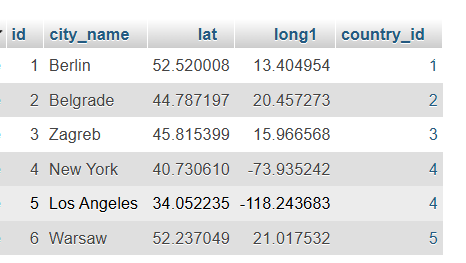 id city_name lat long1 country_id
1 Berlin 52.520008 13.404954 1
2 Belgrade 44.787197 20.457273 2
3 Zagreb 45.815399 15.966568 3
4 New York 40.730610 -73.935242 4
5 Los Angeles 34.052235 -118.243683 4
6 Warsaw 52.237049 21.017532 5